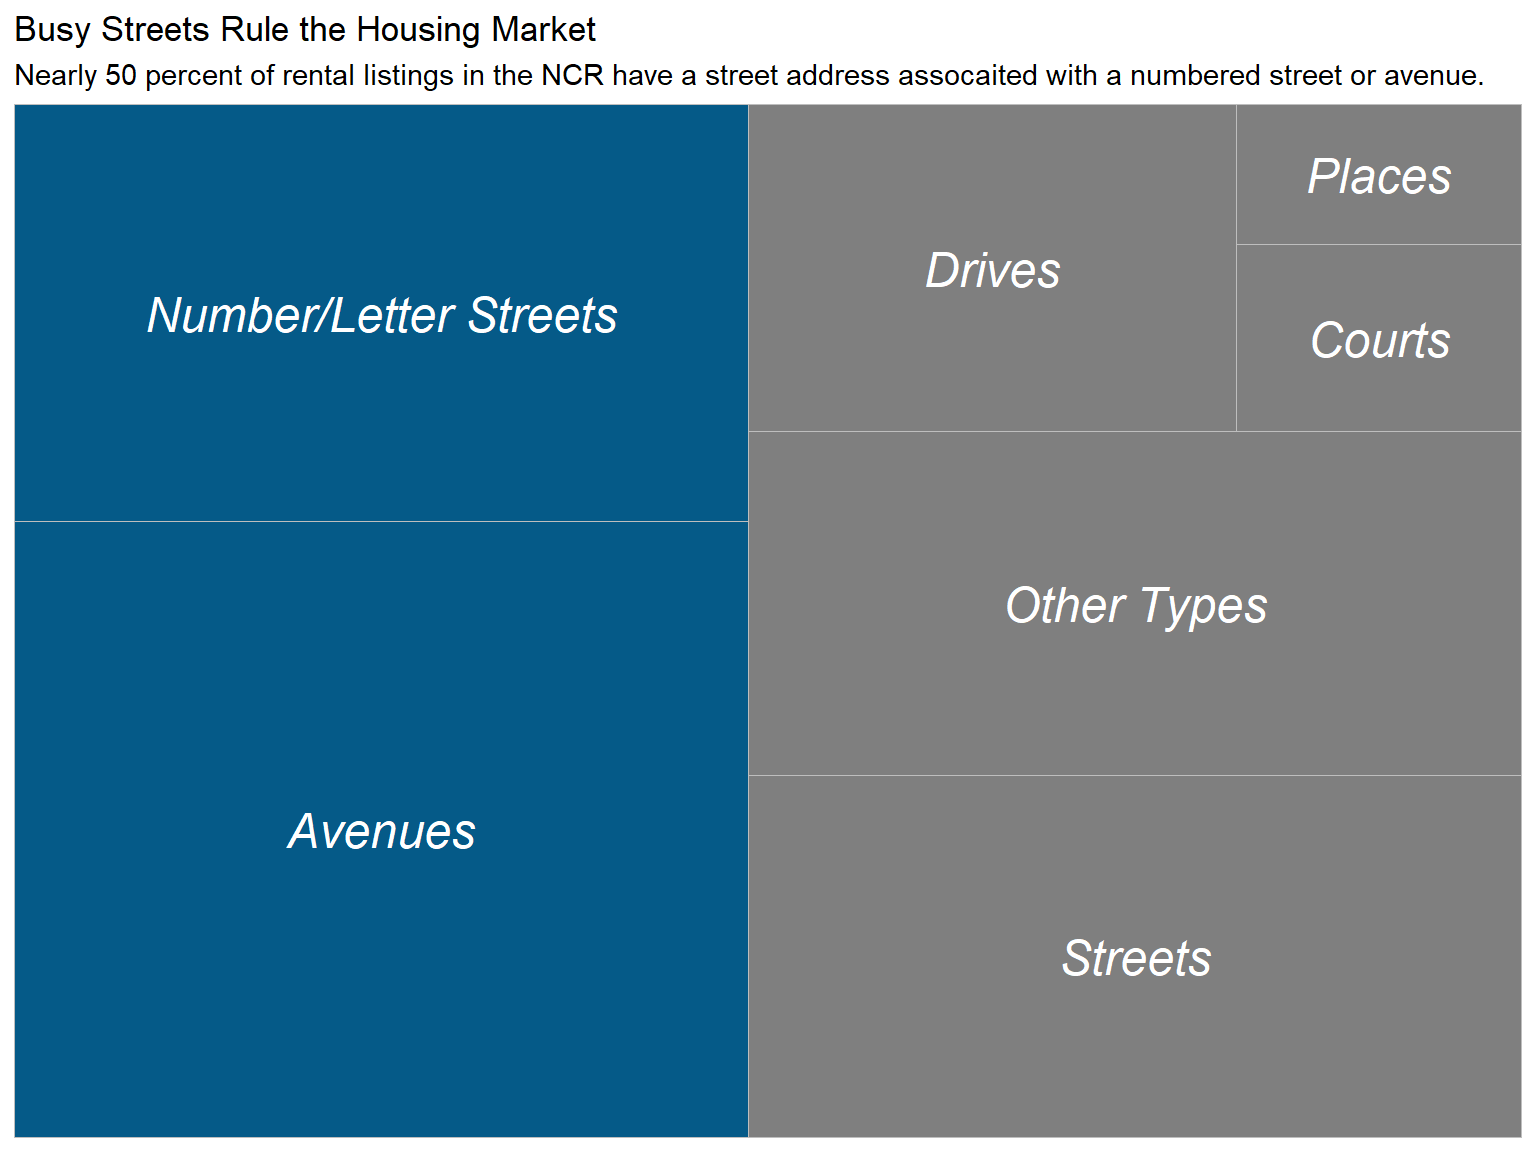 Busy Streets Rule the Housing Market
Nearly 50 percent of rental listings in the NCR have a street address assocaited with a numbered street or avenue.
Number/Letter Streets
Avenues
Drives
Places
Courts
Other Types
Streets